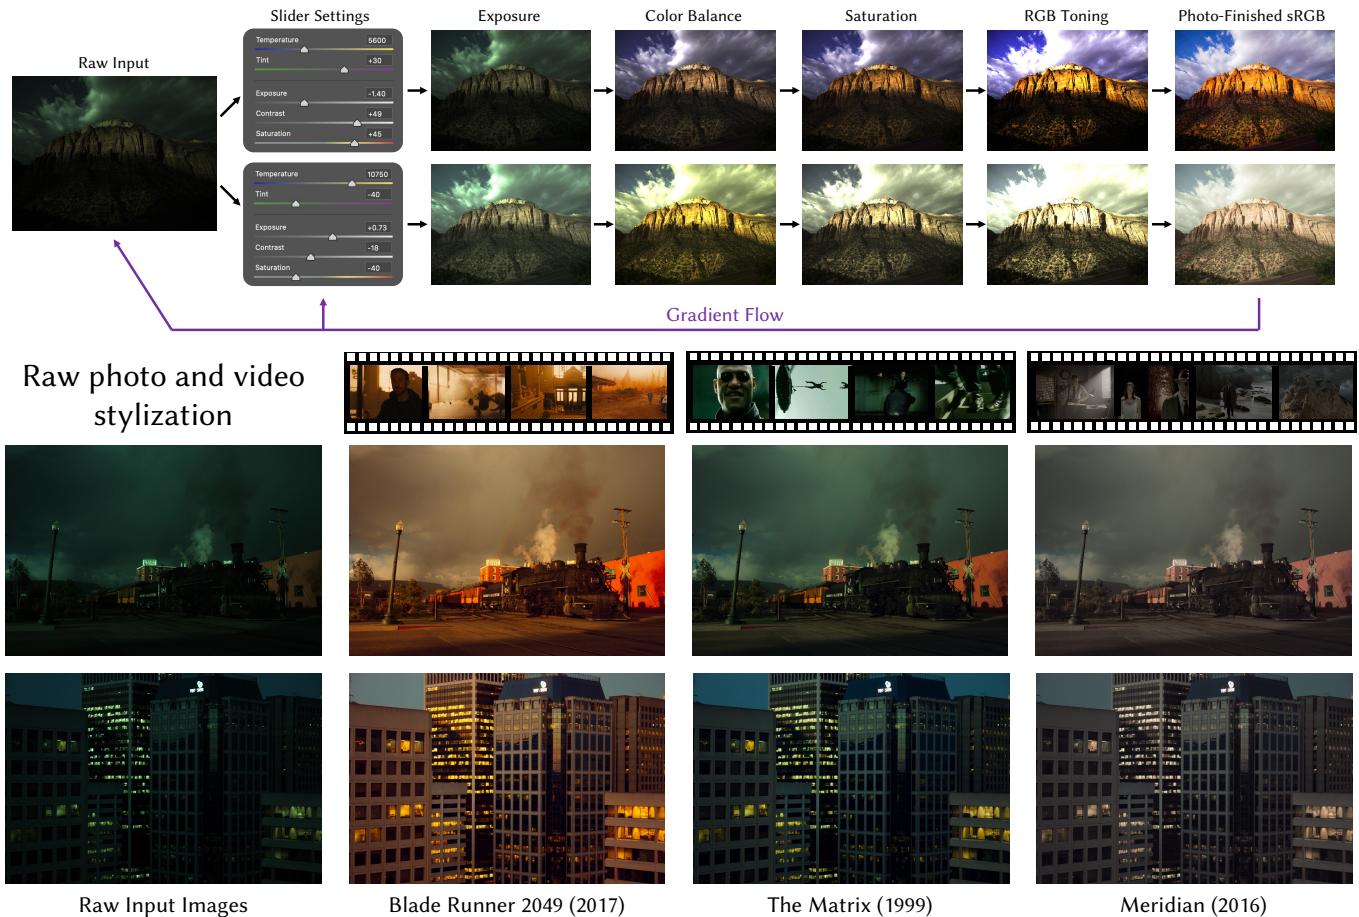 Slider Settings
Exposure
Color Balance
Saturation
RGB Toning
Photo-Finished sRGB
Raw Input
Temperature 5600
Tint +30
Exposure -1.40
Contrast +49
Saturation +45
Temperature 10750
Tint -40
Exposure +0.73
Contrast -18
Saturation -40
Gradient Flow
Raw photo and video
stylization
Raw Input Images
Blade Runner 2049 (2017)
The Matrix (1999)
Meridian (2016)